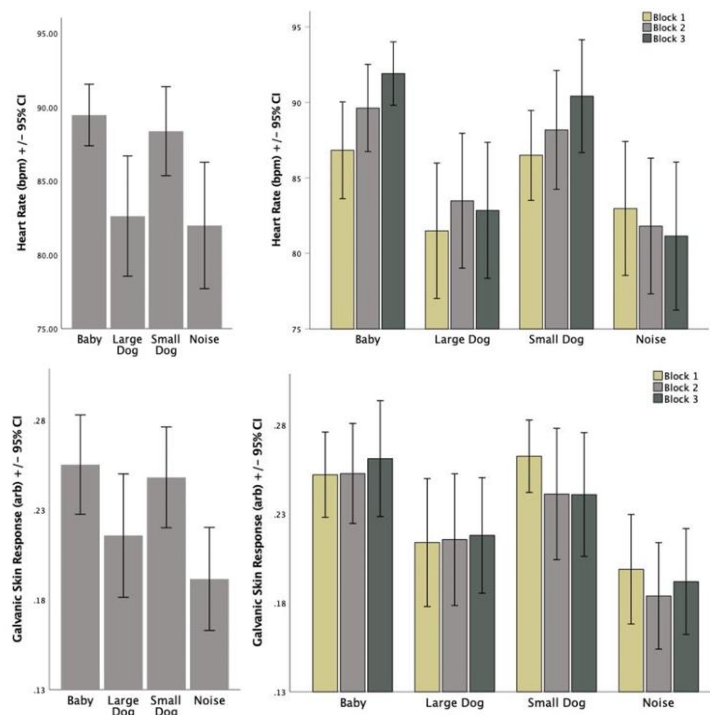 Heart Rate (bpm) +/- 95% CI
95.00
90.00
85.00
80.00
75.00
Baby Large Dog Small Dog Noise
Block 1
Block 2
Block 3
Heart Rate (bpm) +/- 95% CI
95
90
85
80
75
Baby Large Dog Small Dog Noise
Galvanic Skin Response (arb) +/- 95% CI
.28
.23
.18
.13
Baby Large Dog Small Dog Noise
Block 1
Block 2
Block 3
Galvanic Skin Response (arb) +/- 95% CI
.28
.23
.18
.13
Baby Large Dog Small Dog Noise